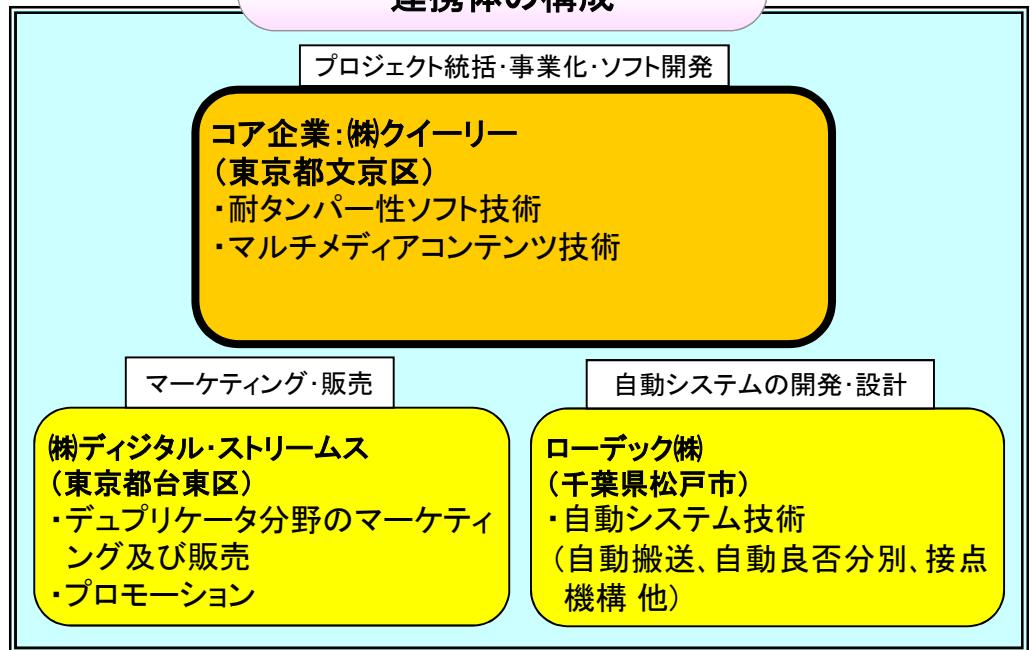 連携体の構成
プロジェクト統括・事業化・ソフト開発
コア企業：㈱クイーリー
（東京都文京区）
・耐タンパー性ソフト技術
・マルチメディアコンテンツ技術
マーケティング・販売
㈱ディジタル・ストリームス
（東京都台東区）
・デュプリケータ分野のマーケティ
ング及び販売
・プロモーション
自動システムの開発・設計
ローデック㈱
（千葉県松戸市）
・自動システム技術
（自動搬送、自動良否分別、接点
機構 他）